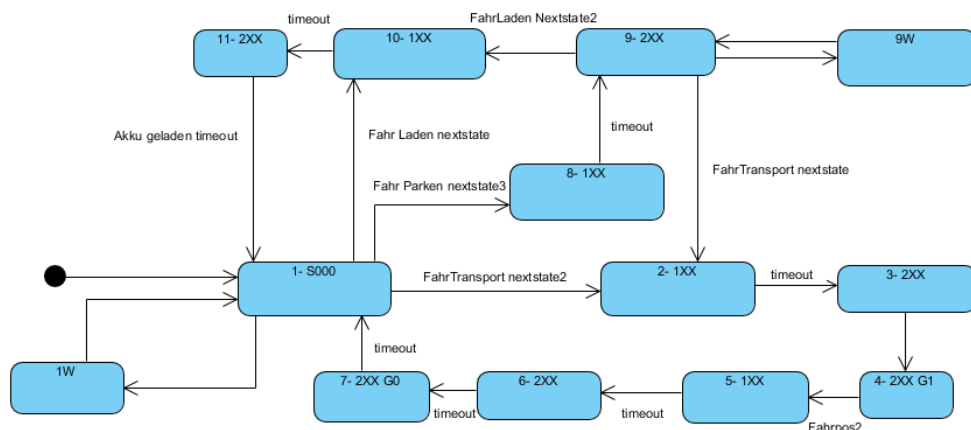 FahrLaden Nextstate2
timeout
11- 2XX
10- 1XX
9- 2XX
9W
Akku geladen timeout
Fahr Laden nextstate
timeout
8- 1XX
FahrTransport nextstate
Fahr Parken nextstate3
1- S000
FahrTransport nextstate2
2- 1XX
timeout
3- 2XX
timeout
1W
7- 2XX G0
6- 2XX
5- 1XX
4- 2XX G1
timeout
timeout
Fahrpos2